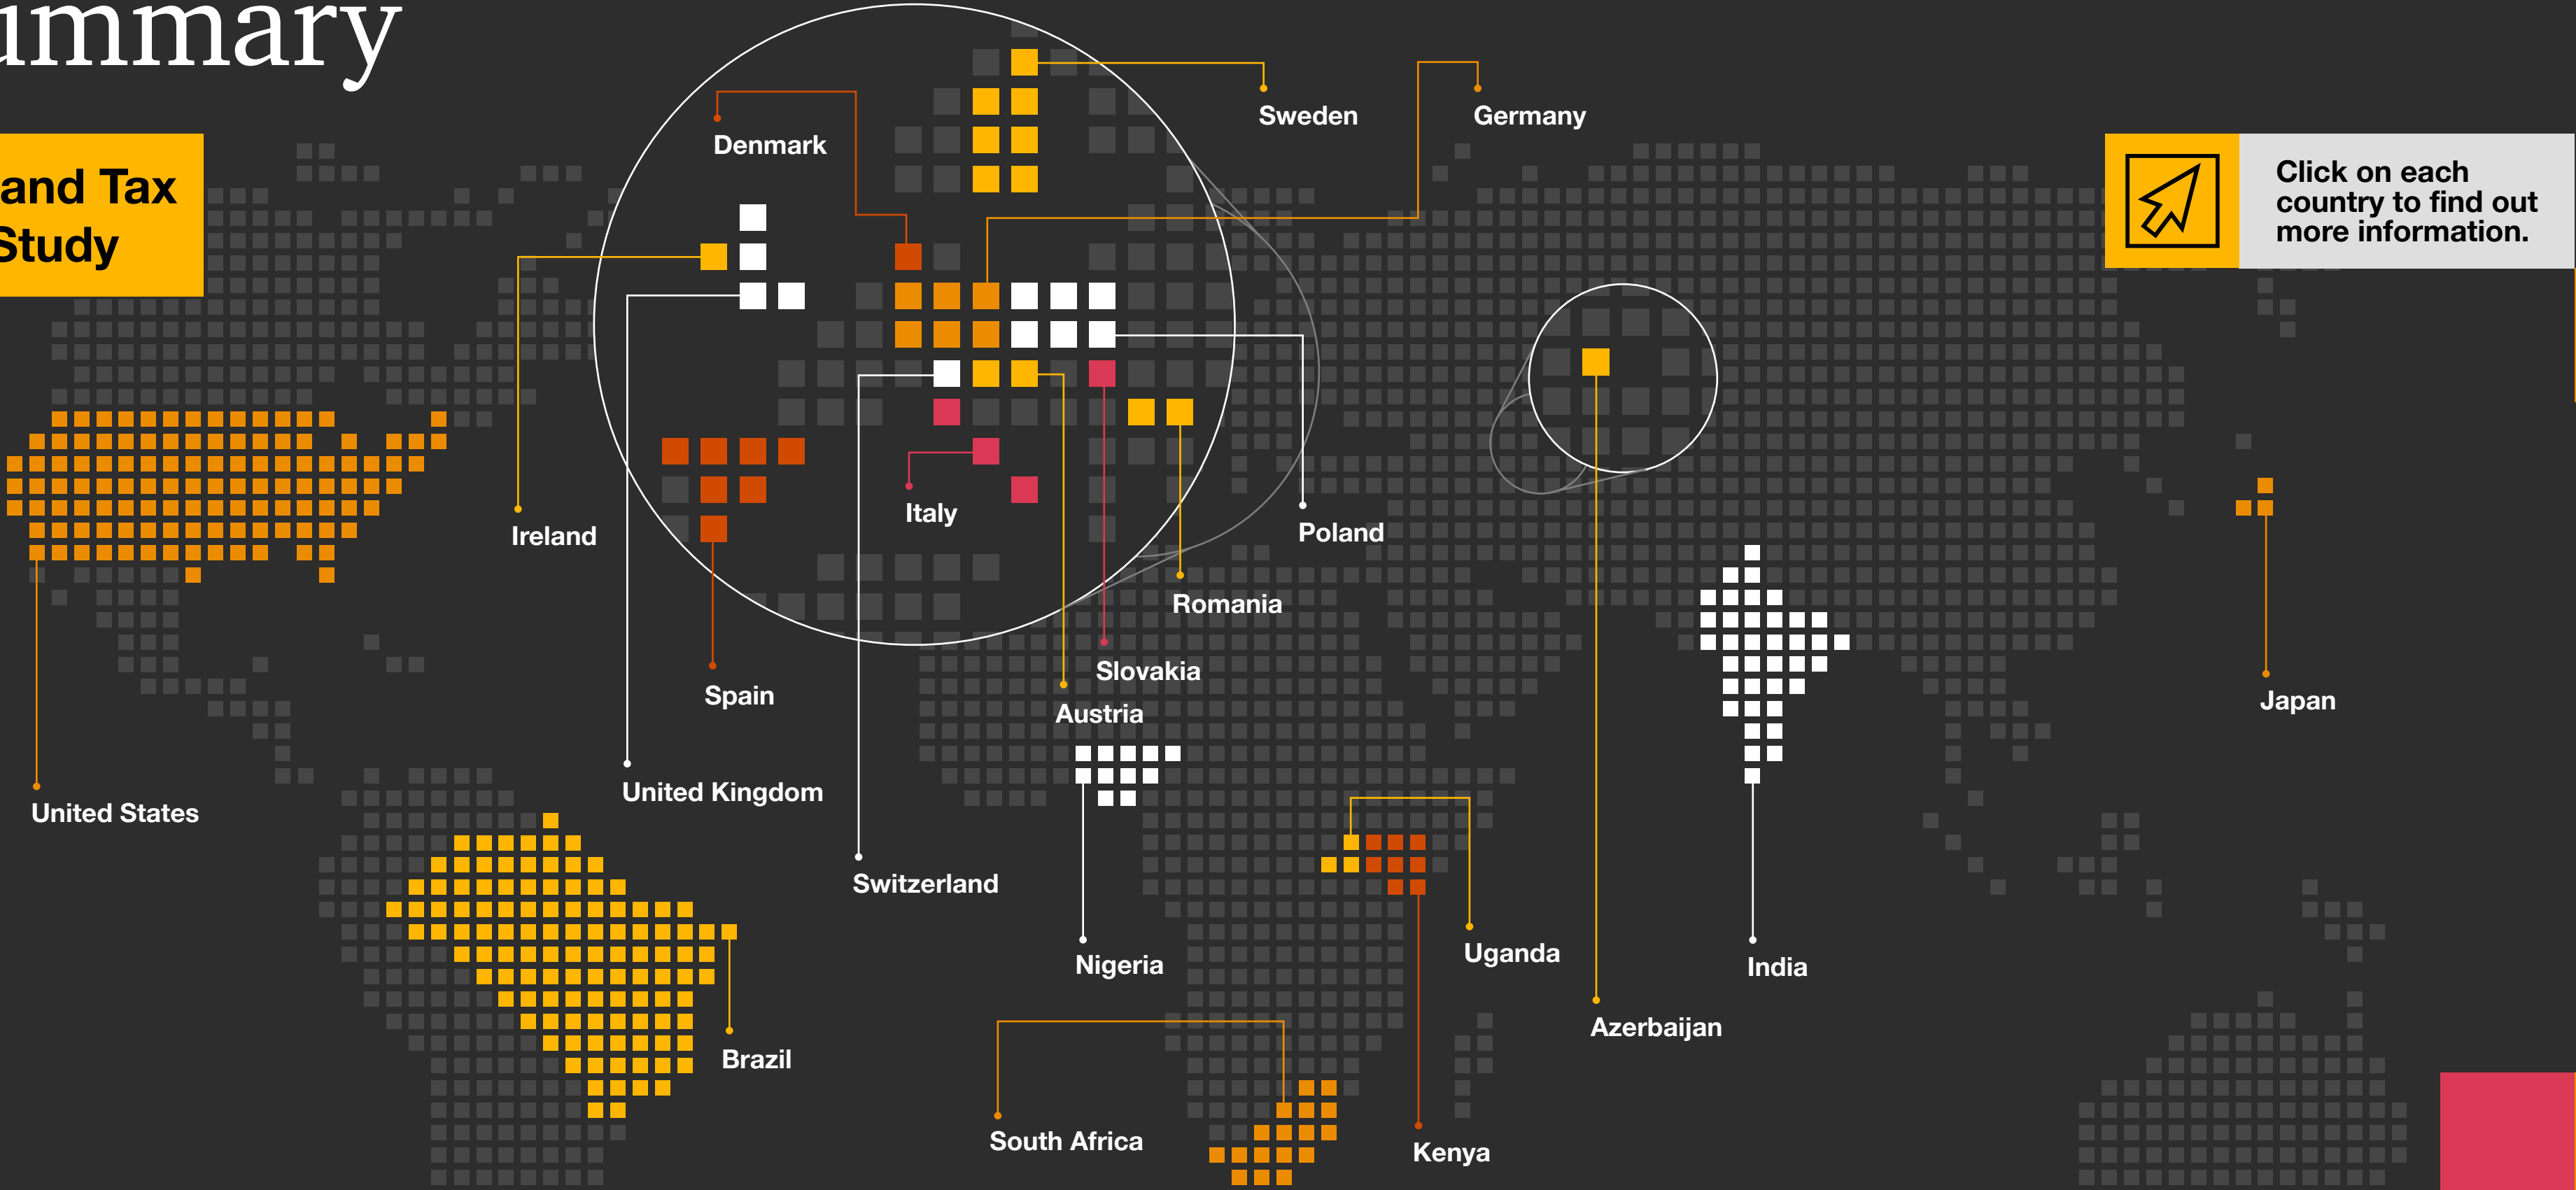 ummary
and Tax
Study
Click on each
country to find out
more information.
Sweden
Germany
Denmark
Ireland
Italy
Poland
Romania
Slovakia
Spain
Austria
Japan
United States
United Kingdom
Switzerland
Nigeria
Uganda
India
Azerbaijan
Brazil
South Africa
Kenya